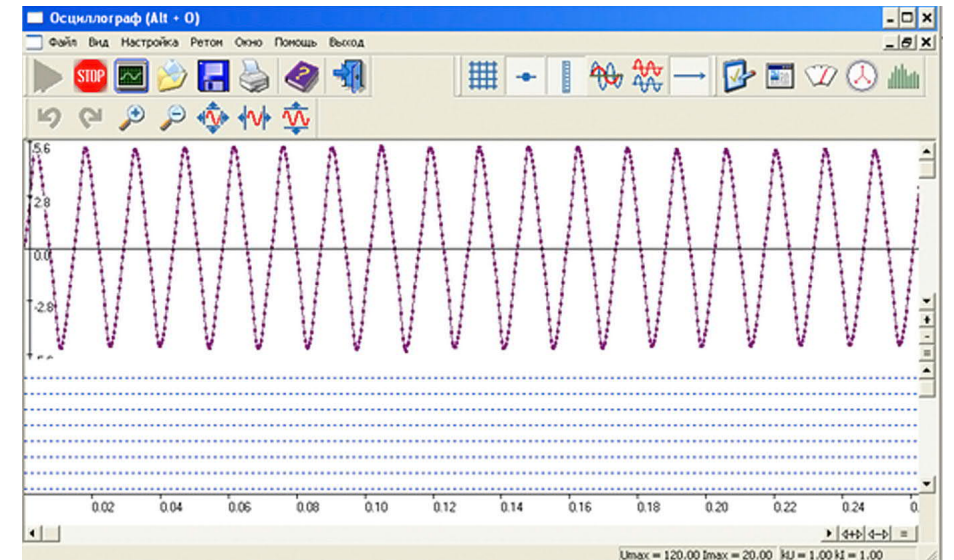 Осциллограф (Alt + O)
Файл Вид Настройка Ретом Окно Помощь Выход
STOP
5.6
2.8
0.0
-2.8
0.02 0.04 0.06 0.08 0.10 0.12 0.14 0.16 0.18 0.20 0.22 0.24
Umax = 120.00 Imax = 20.00 kU = 1.00 kI = 1.00